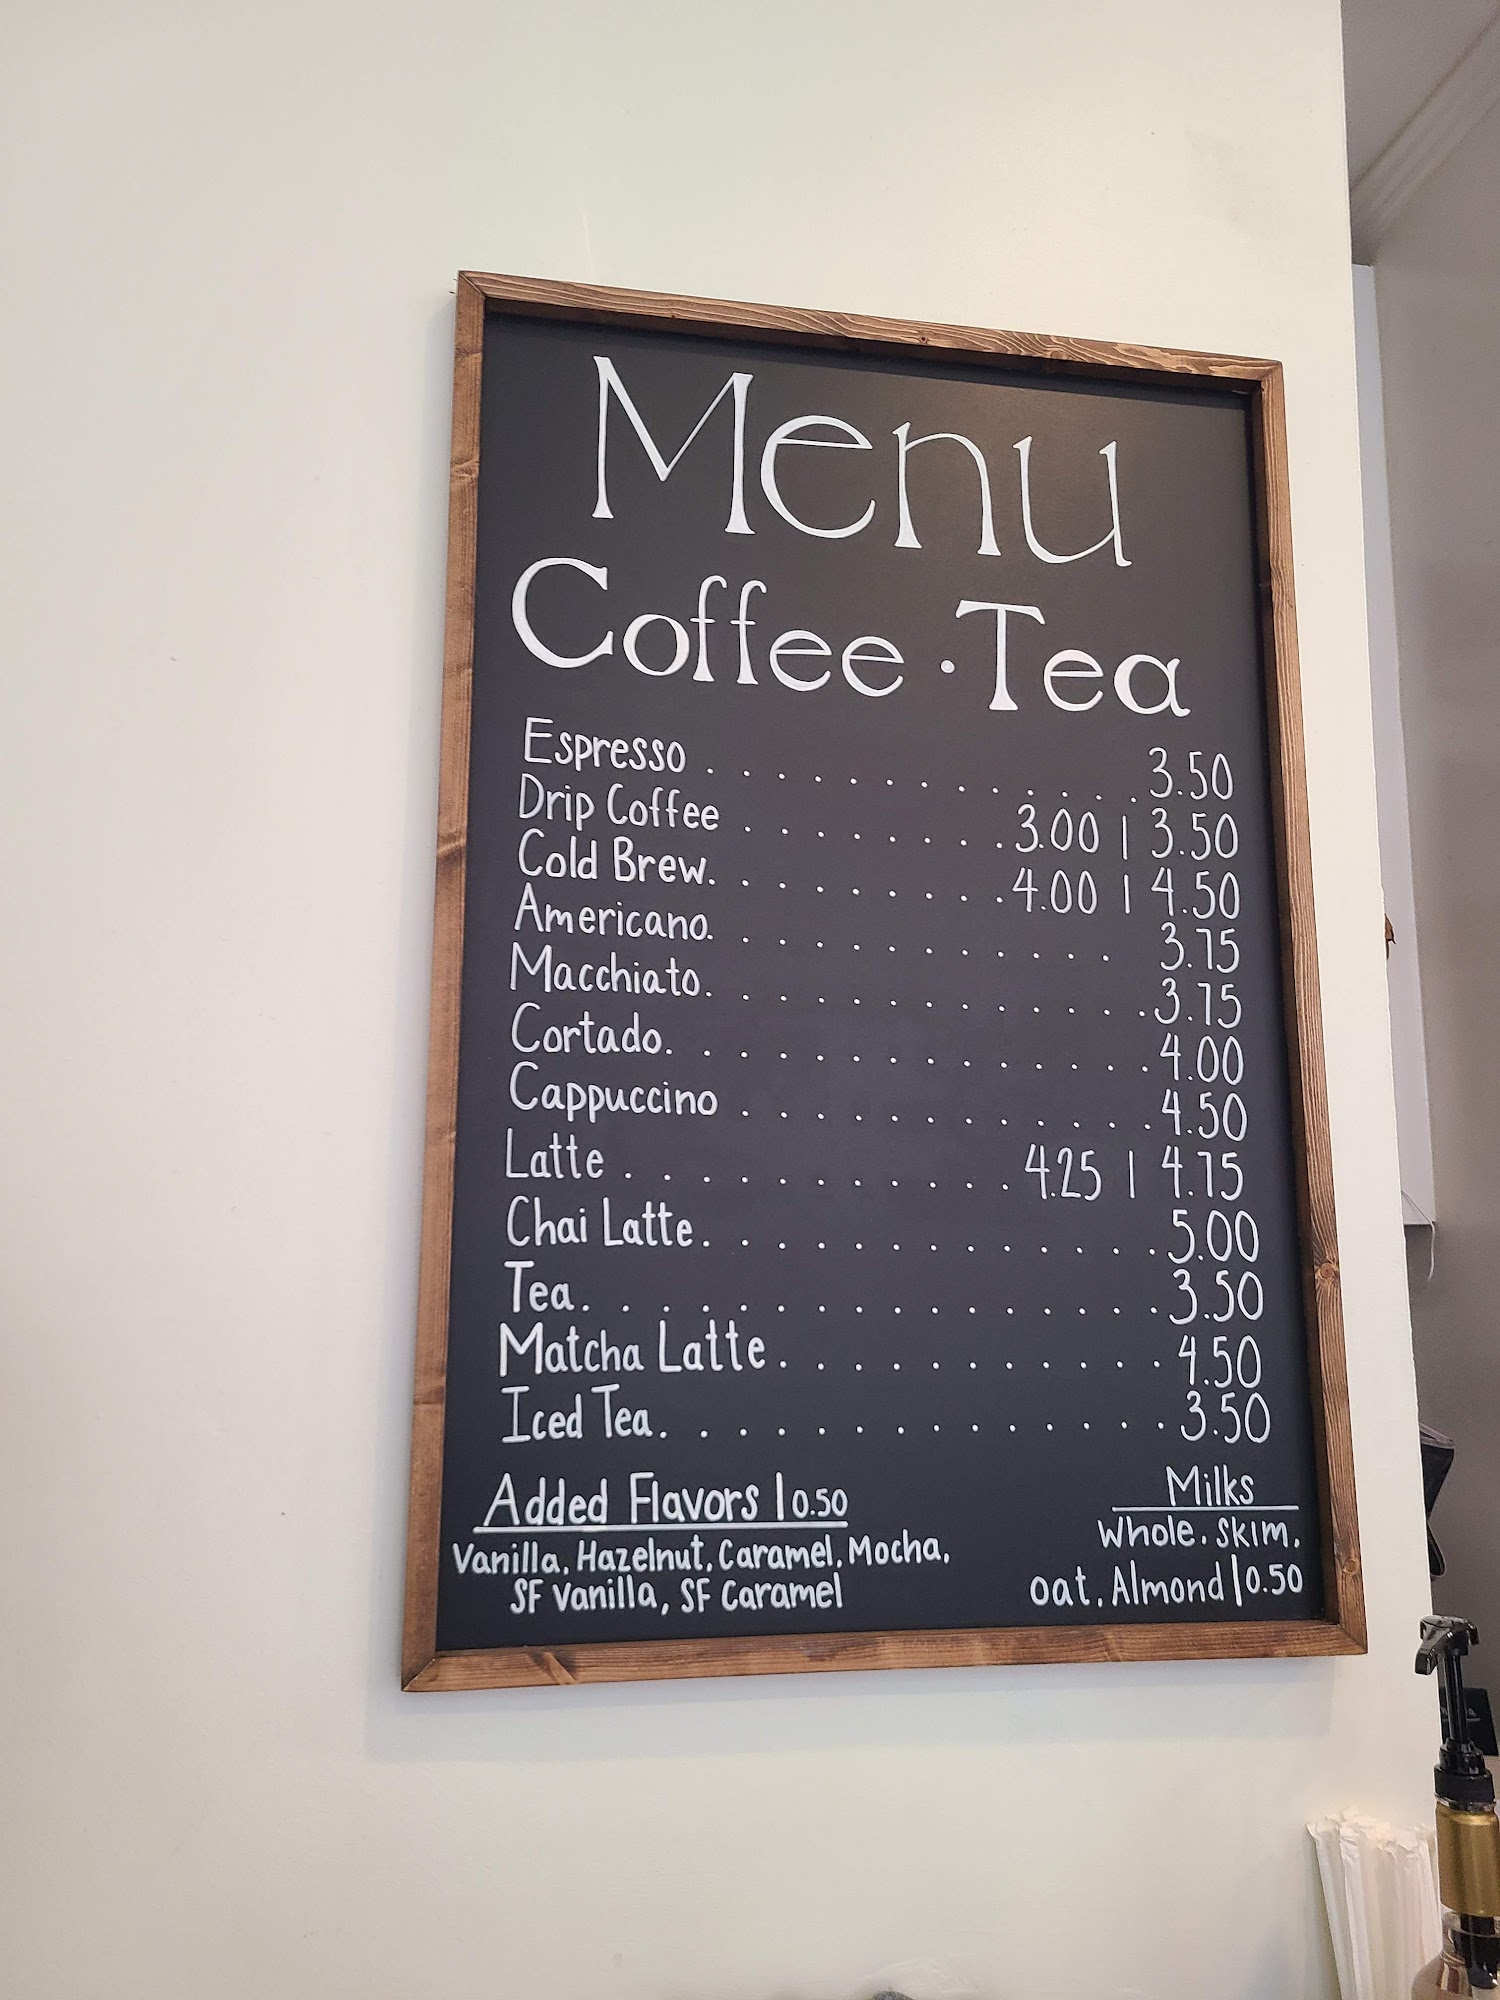 Menu
Coffee · Tea
Espresso . . . . . . . . . . . . . 3.50
Drip Coffee . . . . . . . . 3.00 | 3.50
Cold Brew. . . . . . . . . 4.00 | 4.50
Americano. . . . . . . . . . . . 3.75
Macchiato. . . . . . . . . . . . . 3.75
Cortado. . . . . . . . . . . . . . 4.00
Cappuccino . . . . . . . . . . . . 4.50
Latte . . . . . . . . . . . 4.25 | 4.75
Chai Latte. . . . . . . . . . . . . 5.00
Tea. . . . . . . . . . . . . . . . 3.50
Matcha Latte . . . . . . . . . . . 4.50
Iced Tea. . . . . . . . . . . . . . 3.50
Added Flavors | 0.50
Vanilla, Hazelnut, Caramel, Mocha,
SF Vanilla, SF Caramel
Milks
Whole, Skim,
Oat, Almond | 0.50